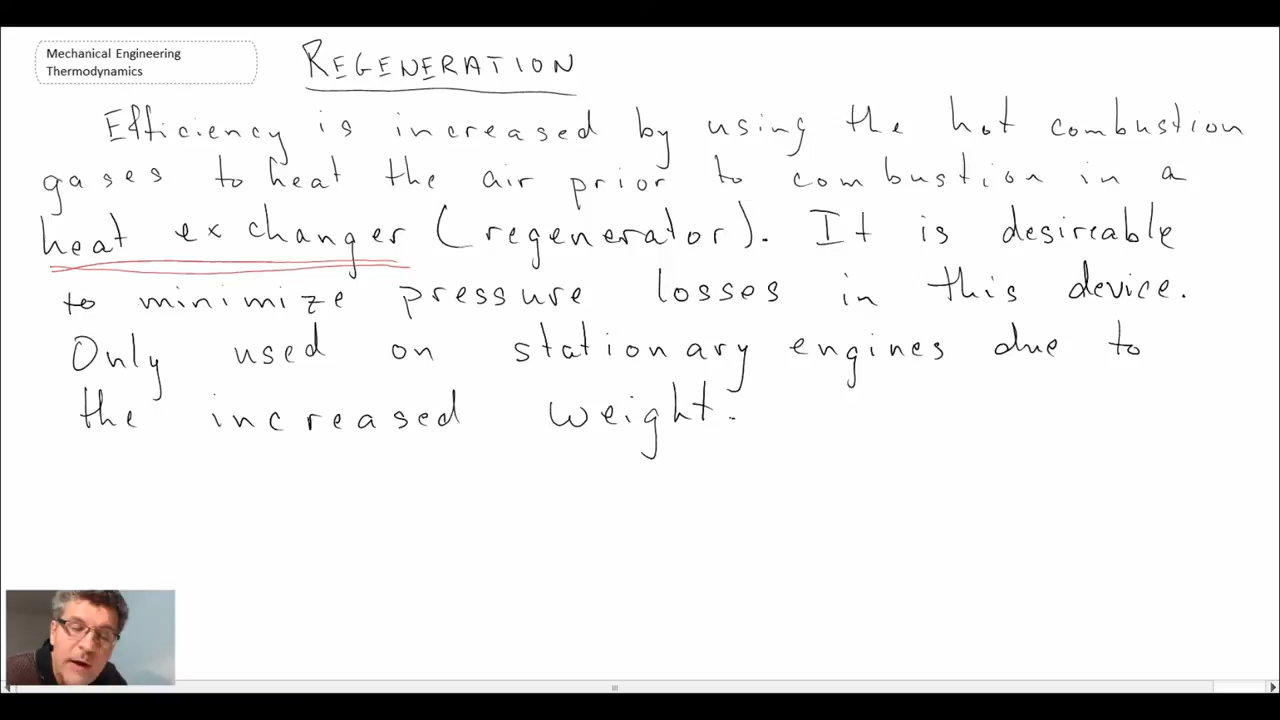 Mechanical Engineering
Thermodynamics
REGENERATION
Efficiency is increased by using the hot combustion
gases to heat the air prior to combustion in a
heat exchanger (regenerator). It is desireable
to minimize pressure losses in this device.
Only used on stationary engines due to
the increased weight.